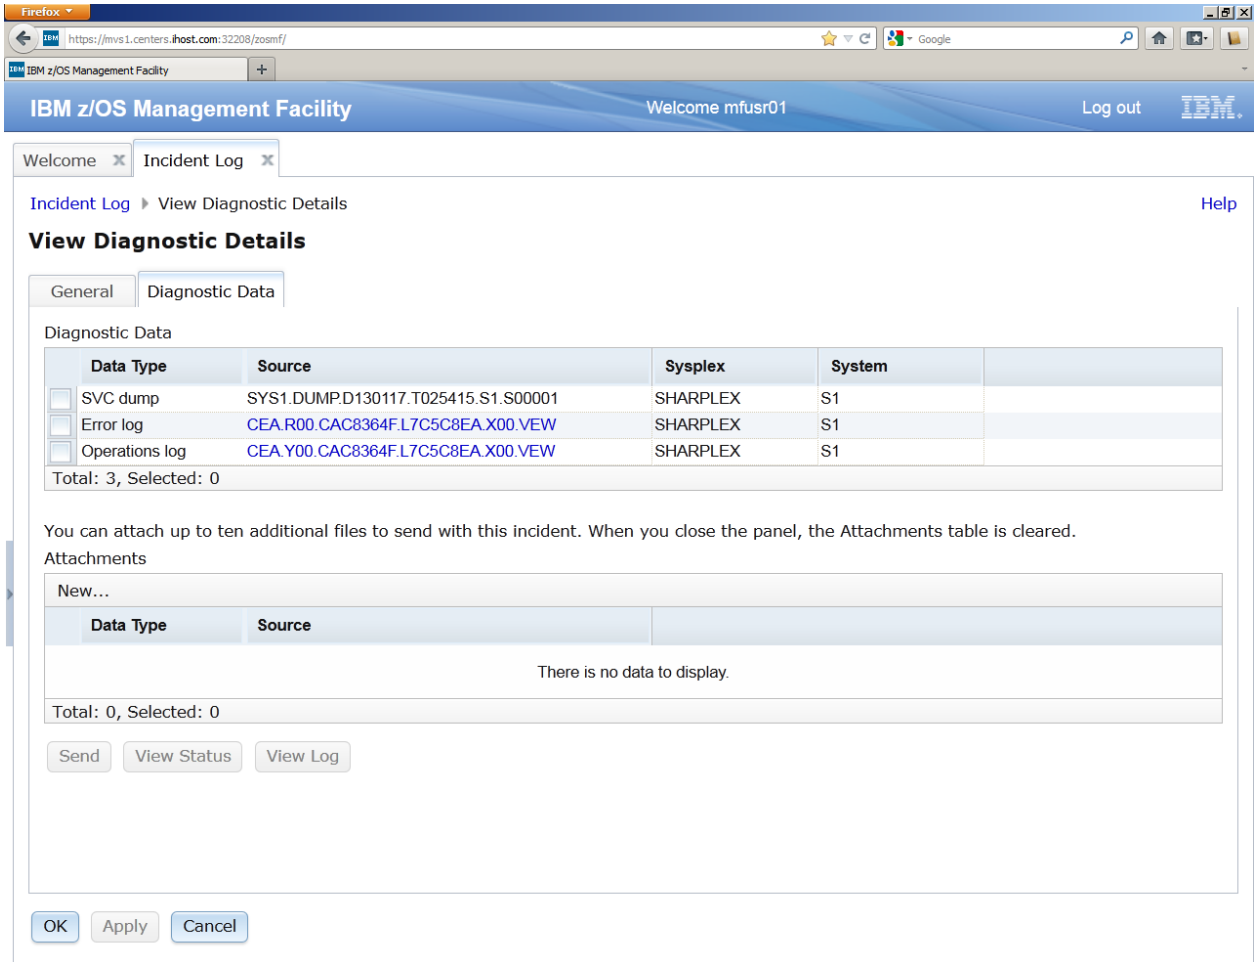 Firefox
IBM https://mvs1.centers.ihost.com:32208/zosmf/ Google
IBM IBM z/OS Management Facility +
IBM z/OS Management Facility Welcome mfusr01 Log out IBM.
Welcome x Incident Log x
Incident Log View Diagnostic Details Help
View Diagnostic Details
General Diagnostic Data
Diagnostic Data
Data Type Source Sysplex System
SVC dump SYS1.DUMP.D130117.T025415.S1.S00001 SHARPLEX S1
Error log CEA.R00.CAC8364F.L7C5C8EA.X00.VEW SHARPLEX S1
Operations log CEA.Y00.CAC8364F.L7C5C8EA.X00.VEW SHARPLEX S1
Total: 3, Selected: 0
You can attach up to ten additional files to send with this incident. When you close the panel, the Attachments table is cleared.
Attachments
New...
Data Type Source
There is no data to display.
Total: 0, Selected: 0
Send View Status View Log
OK Apply Cancel